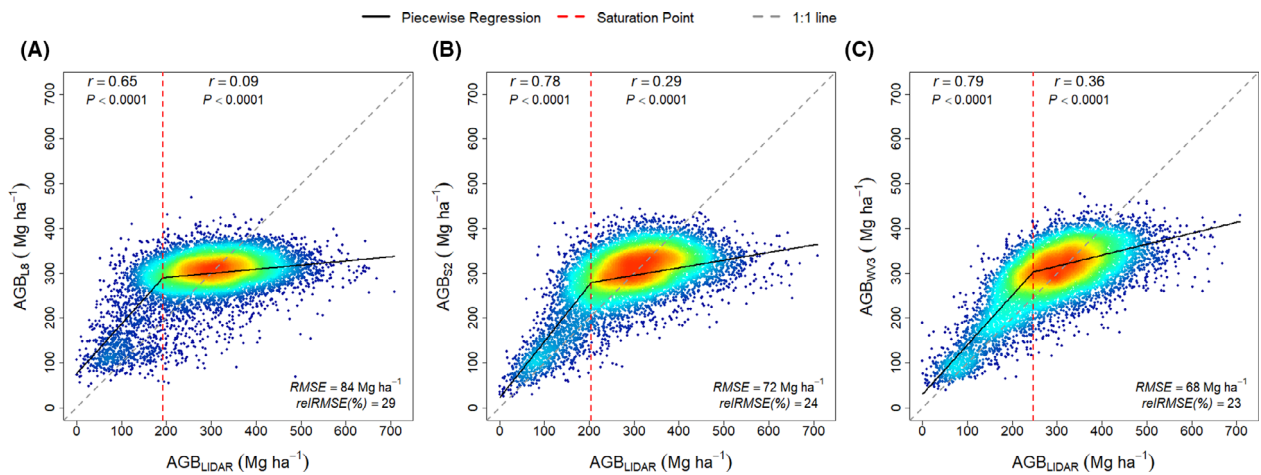 Piecewise Regression Saturation Point 1:1 line
(A) (B) (C)
r = 0.65 r = 0.09
P < 0.0001 P < 0.0001
AGB_L8 ( Mg ha⁻¹)
700
600
500
400
300
200
100
0
RMSE = 84 Mg ha⁻¹
relRMSE(%) = 29
0 100 200 300 400 500 600 700
AGB_LIDAR (Mg ha⁻¹)
r = 0.78 r = 0.29
P < 0.0001 P < 0.0001
AGB_S2 ( Mg ha⁻¹)
700
600
500
400
300
200
100
0
RMSE = 72 Mg ha⁻¹
relRMSE(%) = 24
0 100 200 300 400 500 600 700
AGB_LIDAR (Mg ha⁻¹)
r = 0.79 r = 0.36
P < 0.0001 P < 0.0001
AGB_WV3 ( Mg ha⁻¹)
700
600
500
400
300
200
100
0
RMSE = 68 Mg ha⁻¹
relRMSE(%) = 23
0 100 200 300 400 500 600 700
AGB_LIDAR (Mg ha⁻¹)